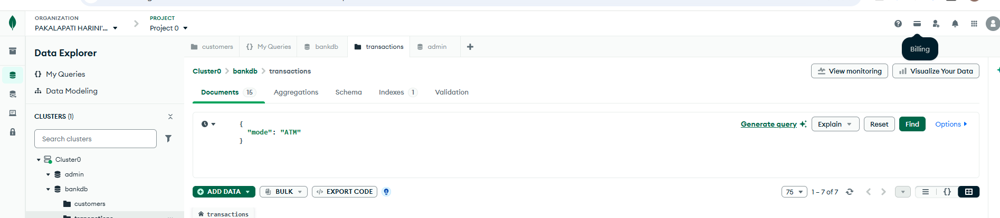 ORGANIZATION
PAKALAPATI HARINI'...
PROJECT
Project 0
Billing
Data Explorer
My Queries
Data Modeling
CLUSTERS (1)
Search clusters
Cluster0
admin
bankdb
customers
transactions
customers
{} My Queries
bankdb
transactions
admin
Cluster0 > bankdb > transactions
View monitoring
Visualize Your Data
Documents 15
Aggregations
Schema
Indexes 1
Validation
{
"mode": "ATM"
}
Generate query
Explain
Reset
Find
Options
ADD DATA
BULK
</> EXPORT CODE
75
1 – 7 of 7
{}
transactions